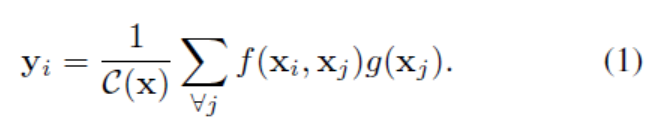 y_i = \frac{1}{\mathcal{C}(x)} \sum_{\forall j} f(x_i, x_j)g(x_j). (1)